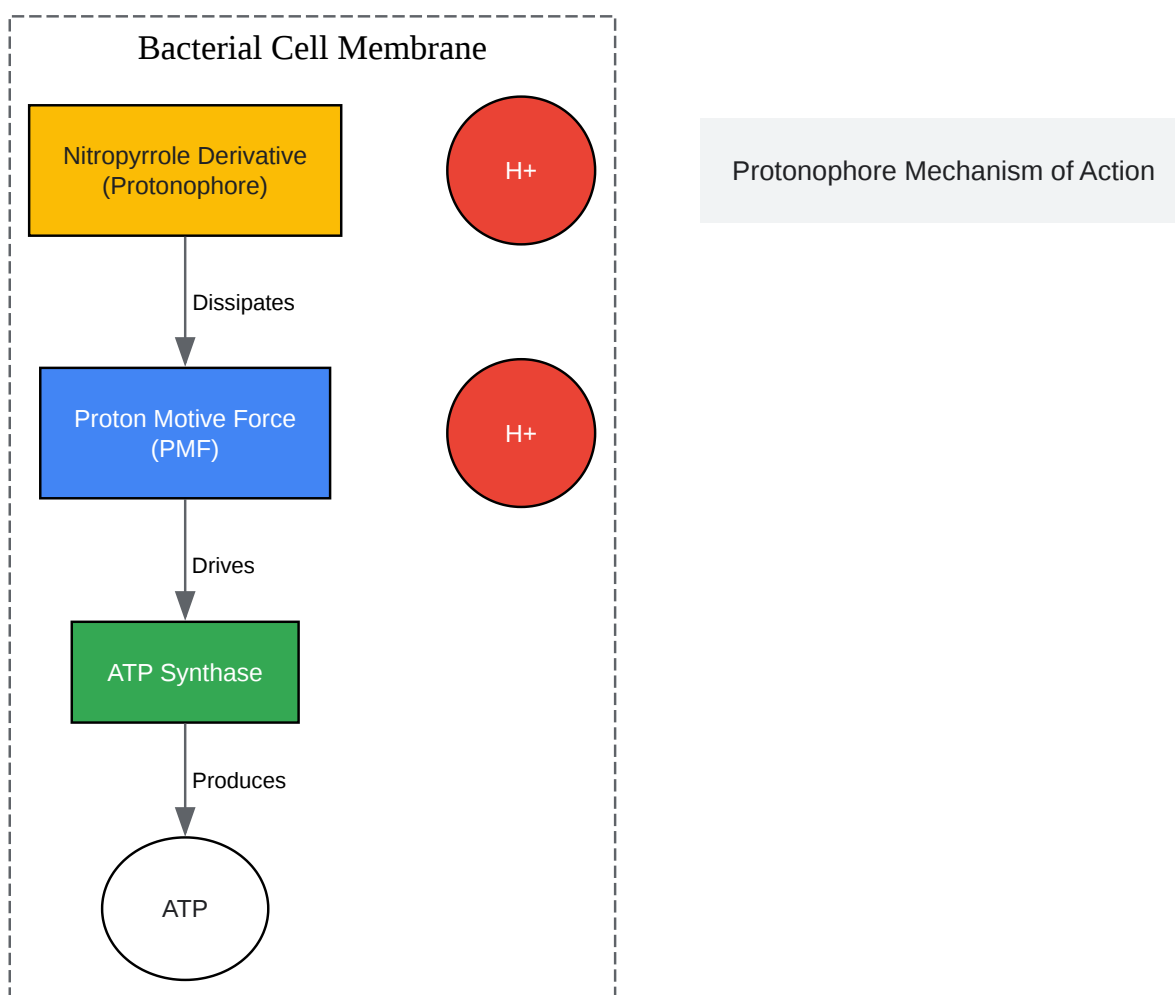 Bacterial Cell Membrane
Nitropyrrole Derivative
(Protonophore)
H+
Protonophore Mechanism of Action
Dissipates
Proton Motive Force
(PMF)
H+
Drives
ATP Synthase
Produces
ATP